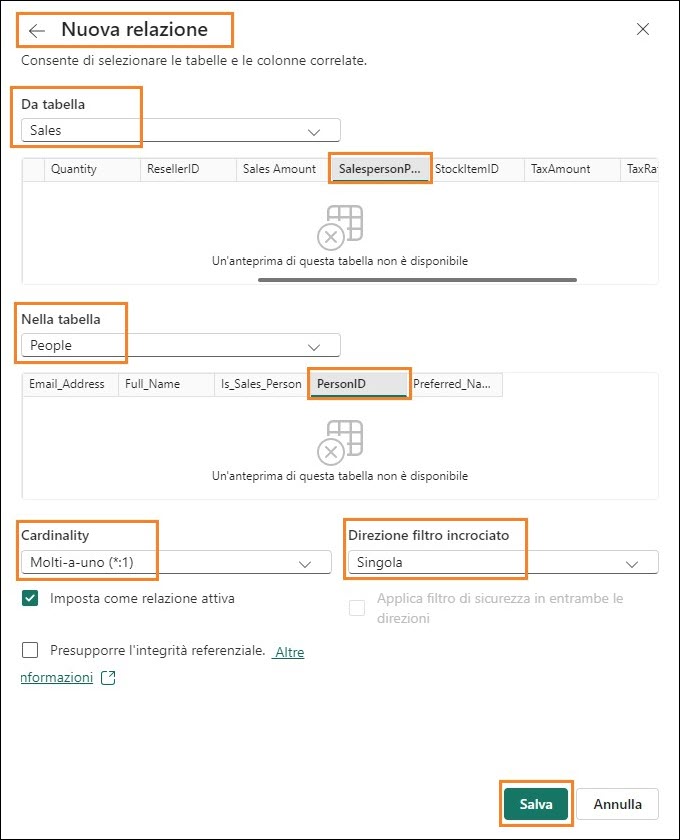 Nuova relazione
Consente di selezionare le tabelle e le colonne correlate.
Da tabella
Sales
Quantity ResellerID Sales Amount SalespersonP... StockItemID TaxAmount TaxRa
Un'anteprima di questa tabella non è disponibile
Nella tabella
People
Email_Address Full_Name Is_Sales_Person PersonID Preferred_Na...
Un'anteprima di questa tabella non è disponibile
Cardinality Direzione filtro incrociato
Molti-a-uno (*:1) Singola
Imposta come relazione attiva Applica filtro di sicurezza in entrambe le
direzioni
Presupporre l'integrità referenziale. Altre
nformazioni
Salva Annulla